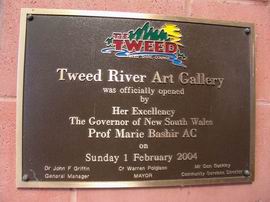 THE
TWEED
SHIRE COUNCIL
Tweed River Art Gallery
was officially opened
by
Her Excellency
The Governor of New South Wales
Prof Marie Bashir AC
on
Sunday 1 February 2004
Dr John F Griffin
General Manager
Cr Warren Polglase
MAYOR
Mr Don Buckley
Community Services Director